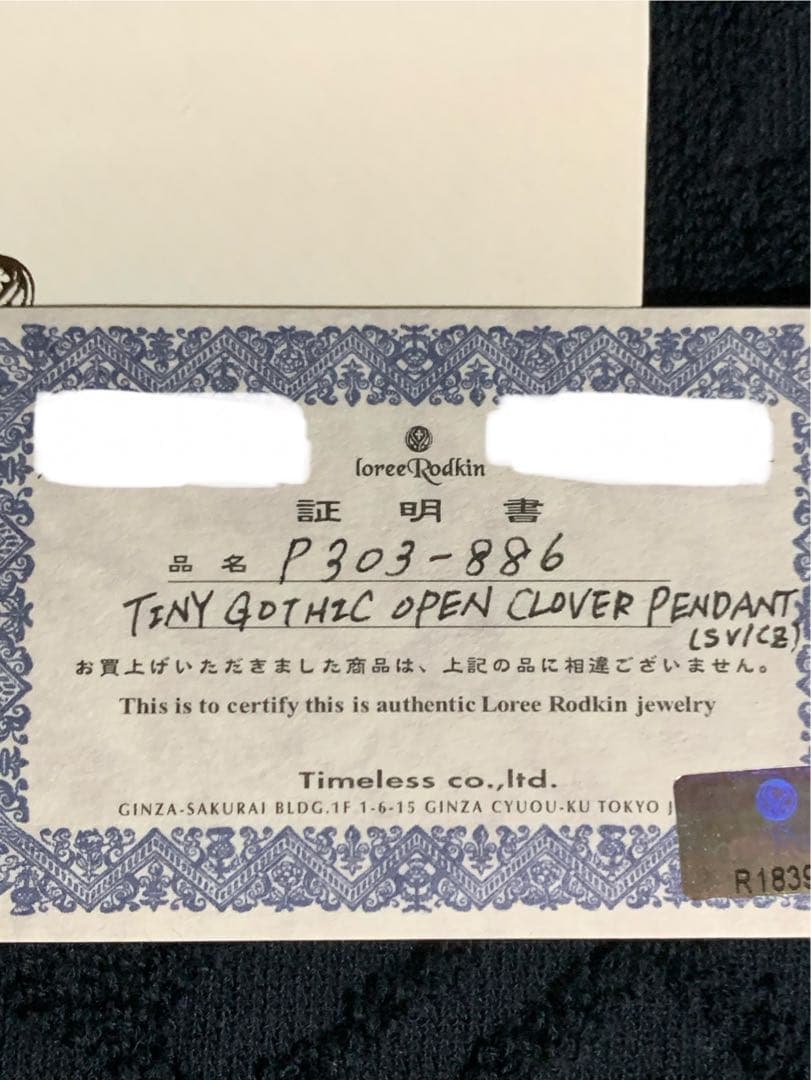 loree Rodkin
証明書
品名 P303-886
TINY GOTHIC OPEN CLOVER PENDANT
(SV/CZ)
お買上げいただきました商品は、上記の品に相違ございません。
This is to certify this is authentic Loree Rodkin jewelry
Timeless co.,ltd.
GINZA-SAKURAI BLDG.1F 1-6-15 GINZA CYUOU-KU TOKYO J
R1839